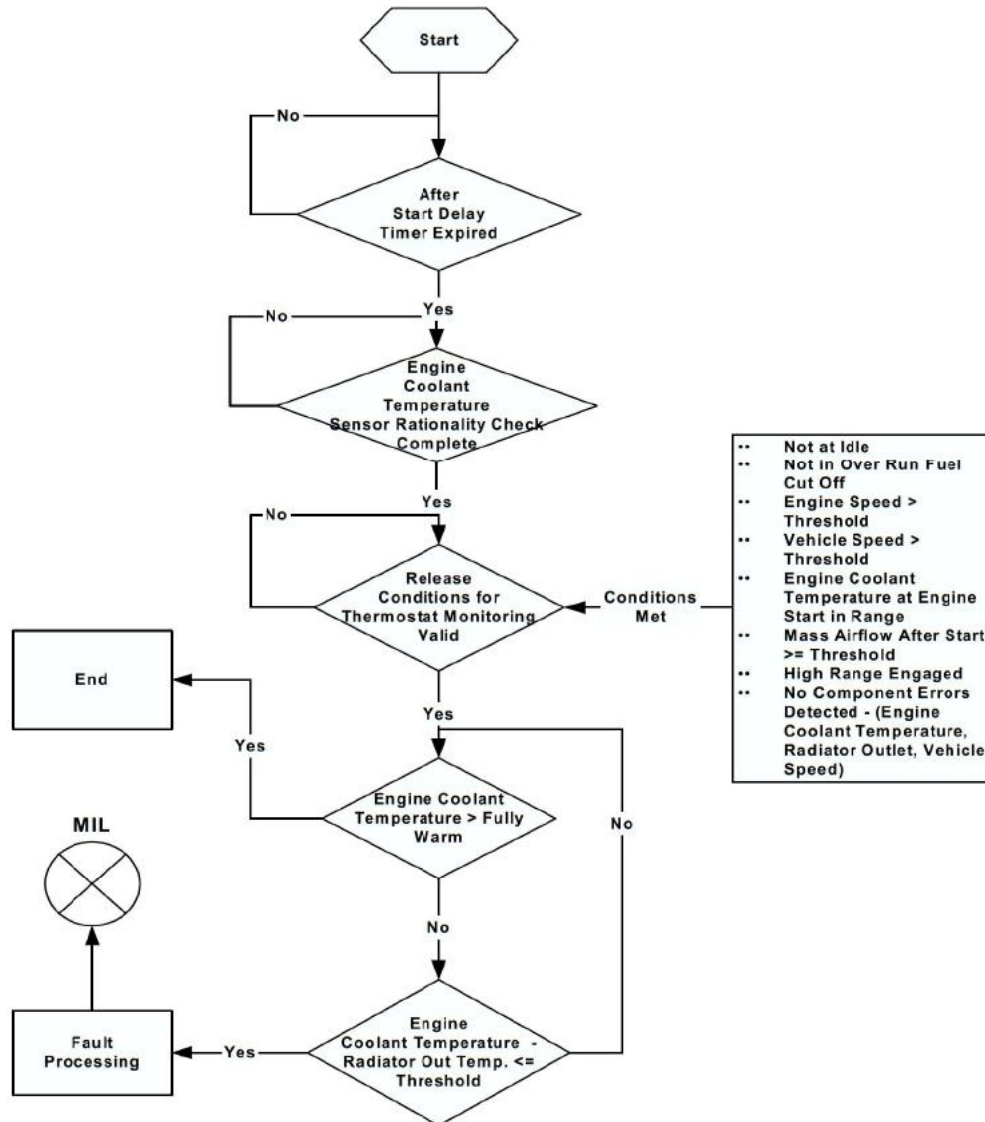 Start
No
After
Start Delay
Timer Expired
Yes
No
Engine
Coolant
Temperature
Sensor Rationality Check
Complete
Yes
No
Release
Conditions for
Thermostat Monitoring
Valid
Conditions
Met
•• Not at Idle
•• Not in Over Run Fuel
Cut Off
•• Engine Speed >
Threshold
•• Vehicle Speed >
Threshold
•• Engine Coolant
Temperature at Engine
Start in Range
•• Mass Airflow After Start
>= Threshold
•• High Range Engaged
•• No Component Errors
Detected - (Engine
Coolant Temperature,
Radiator Outlet, Vehicle
Speed)
End
Yes
Yes
Engine Coolant
Temperature > Fully
Warm
No
MIL
No
Engine
Coolant Temperature -
Radiator Out Temp. <=
Threshold
Yes
Fault
Processing